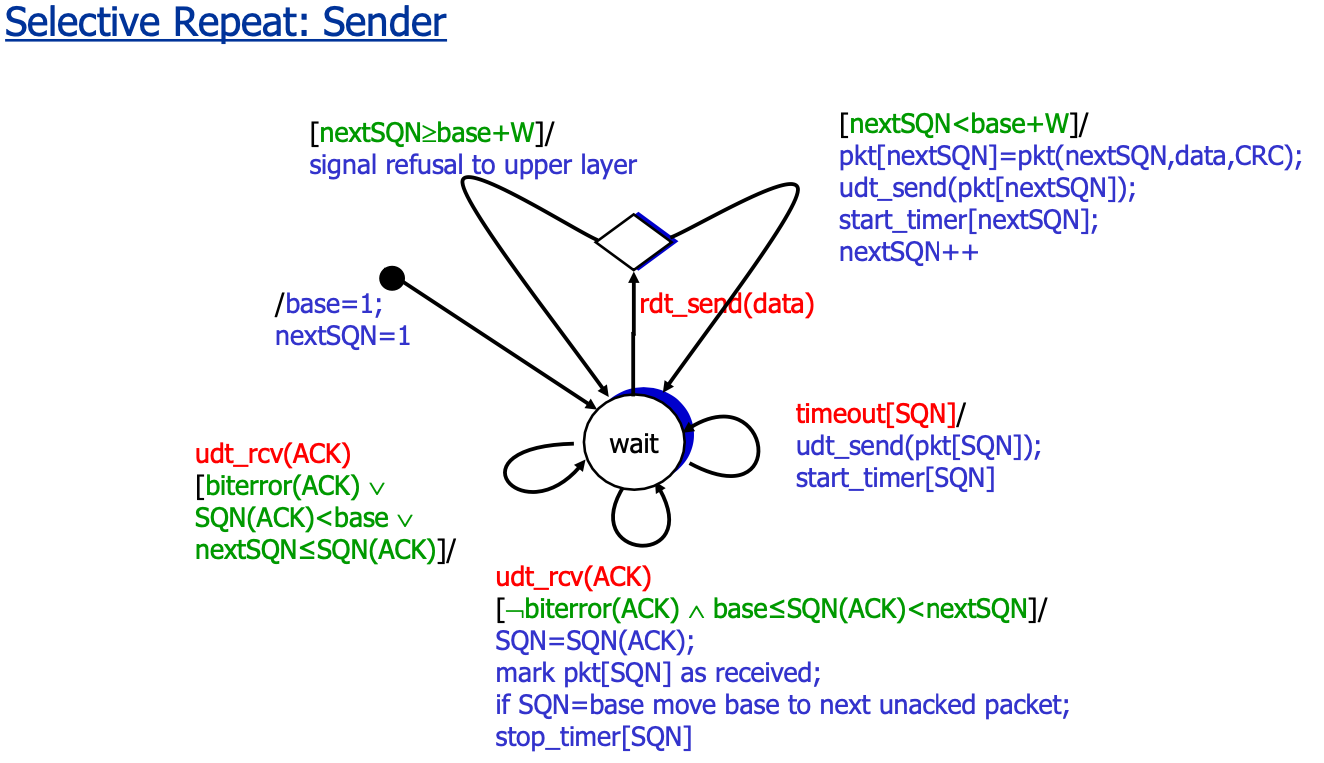 Selective Repeat: Sender
[nextSQN≥base+W]/
signal refusal to upper layer
[nextSQN<base+W]/
pkt[nextSQN]=pkt(nextSQN,data,CRC);
udt_send(pkt[nextSQN]);
start_timer[nextSQN];
nextSQN++
/base=1;
nextSQN=1
rdt_send(data)
wait
timeout[SQN]/
udt_send(pkt[SQN]);
start_timer[SQN]
udt_rcv(ACK)
[biterror(ACK) ∨
SQN(ACK)<base ∨
nextSQN≤SQN(ACK)]/
udt_rcv(ACK)
[¬biterror(ACK) ∧ base≤SQN(ACK)<nextSQN]/
SQN=SQN(ACK);
mark pkt[SQN] as received;
if SQN=base move base to next unacked packet;
stop_timer[SQN]